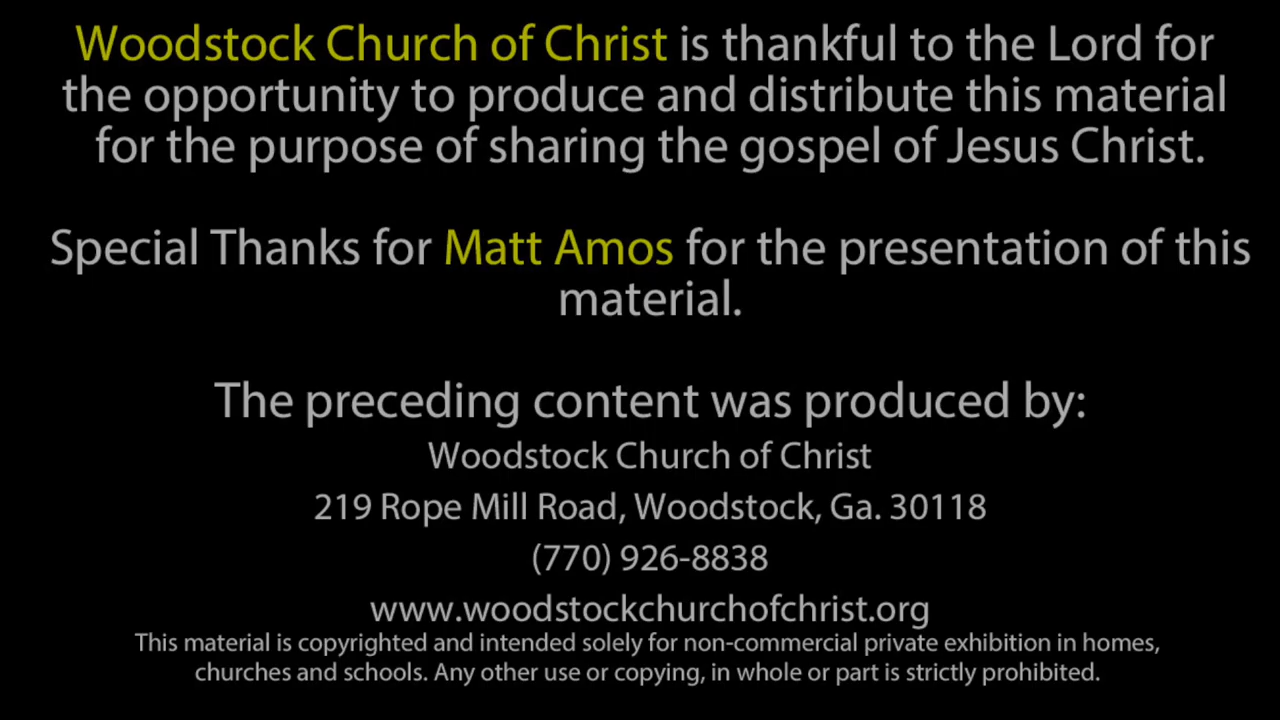 Woodstock Church of Christ is thankful to the Lord for
the opportunity to produce and distribute this material
for the purpose of sharing the gospel of Jesus Christ.
Special Thanks for Matt Amos for the presentation of this
material.
The preceding content was produced by:
Woodstock Church of Christ
219 Rope Mill Road, Woodstock, Ga. 30118
(770) 926-8838
www.woodstockchurchofchrist.org
This material is copyrighted and intended solely for non-commercial private exhibition in homes,
churches and schools. Any other use or copying, in whole or part is strictly prohibited.